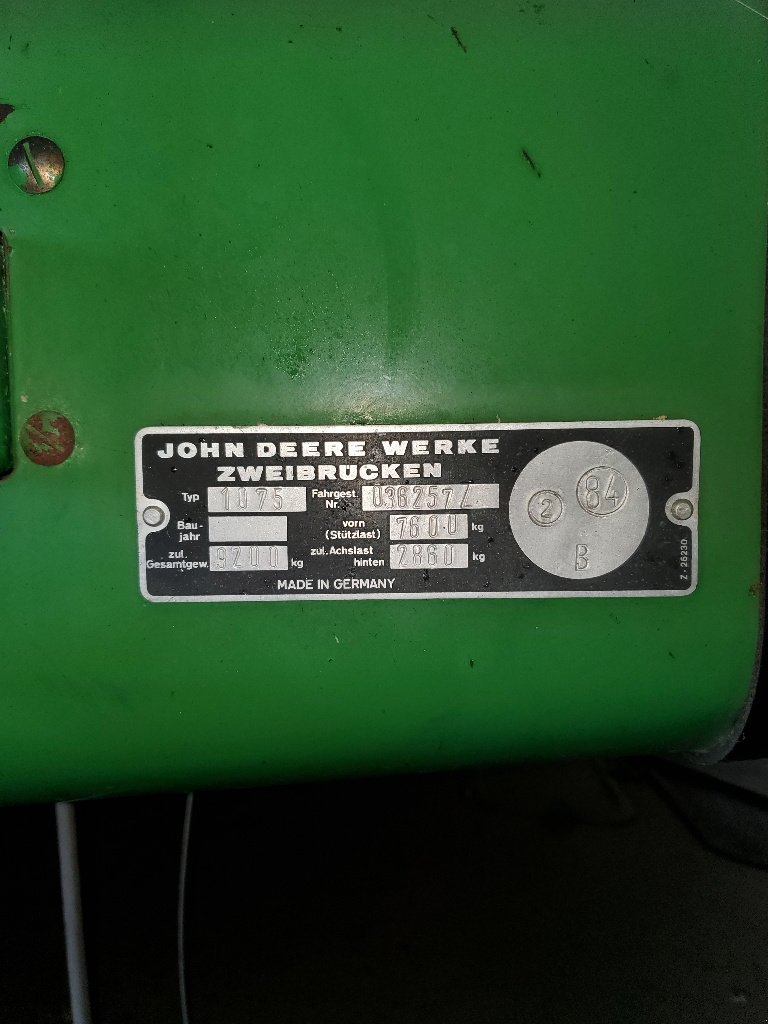 JOHN DEERE WERKE
ZWEIBRÜCKEN
Typ 1075 Fahrgest. Nr. 036257
Bau-jahr vorn (Stützlast) 7600 kg
zul. Gesamtgew. 9200 kg zul. Achslast hinten 2860 kg
MADE IN GERMANY
2 84
B
Z·26230